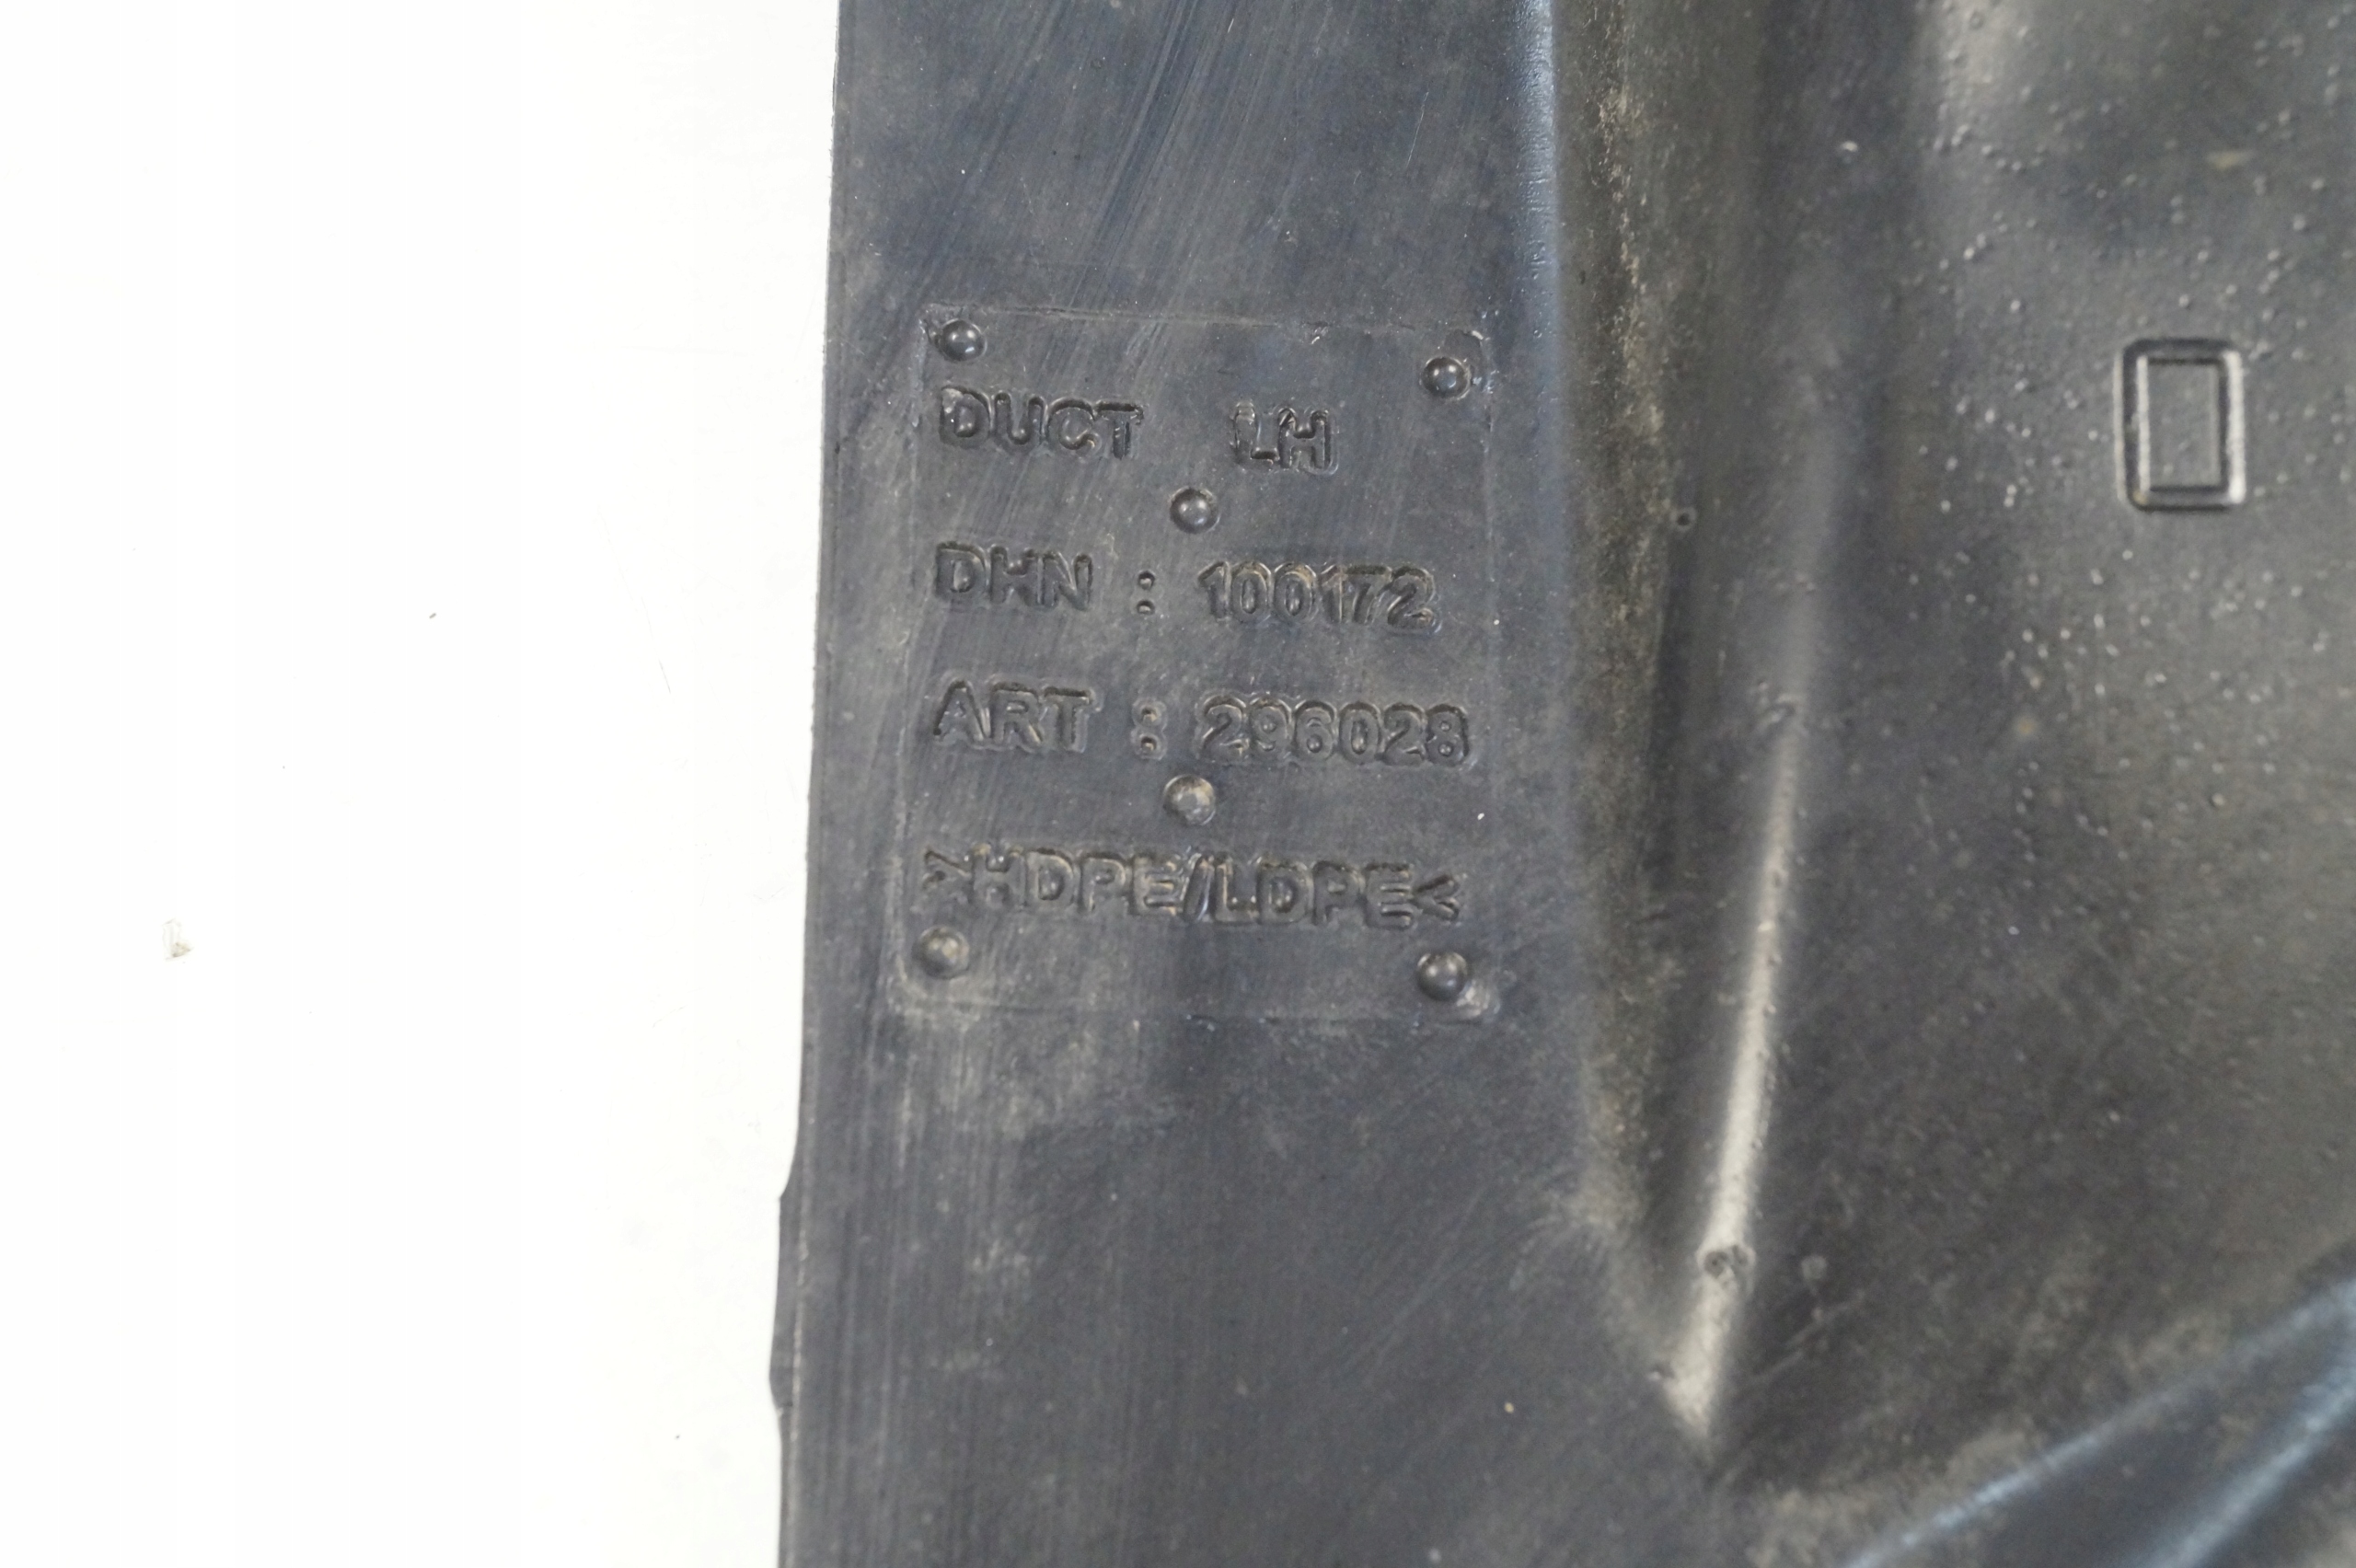 DUCT LH
DHN : 100172
ART : 296028
>HDPE/LDPE<